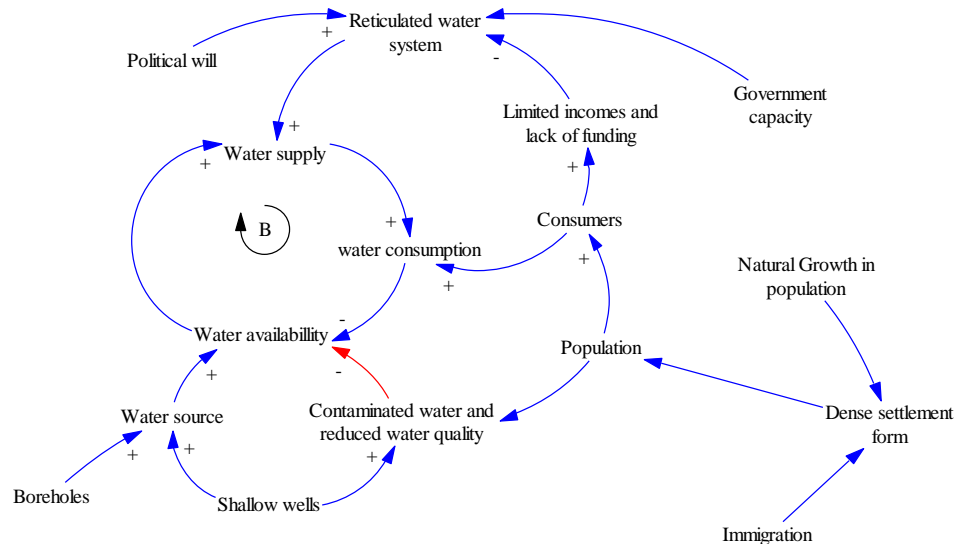 Reticulated water
system
+
Political will
-
Government
capacity
Limited incomes and
lack of funding
+
+
Water supply
+
+
Consumers
B
+
water consumption
+
+
Natural Growth in
population
-
Water availabillity
Population
-
+
Contaminated water and
reduced water quality
Water source
Dense settlement
form
+
+
+
Boreholes
Shallow wells
Immigration